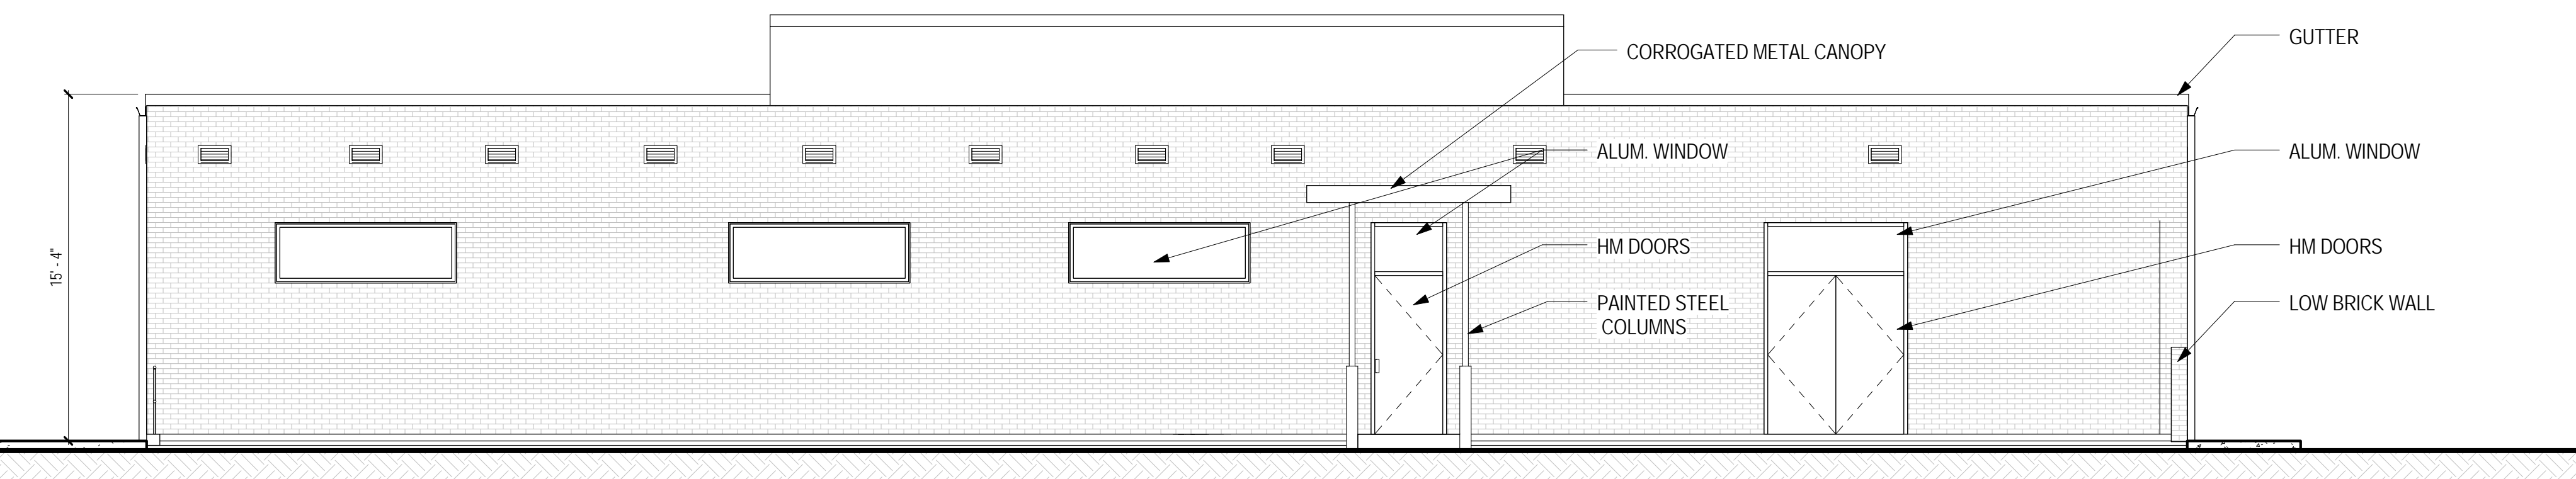 CORROGATED METAL CANOPY
GUTTER
ALUM. WINDOW
ALUM. WINDOW
HM DOORS
HM DOORS
PAINTED STEEL
COLUMNS
LOW BRICK WALL
15' - 4"